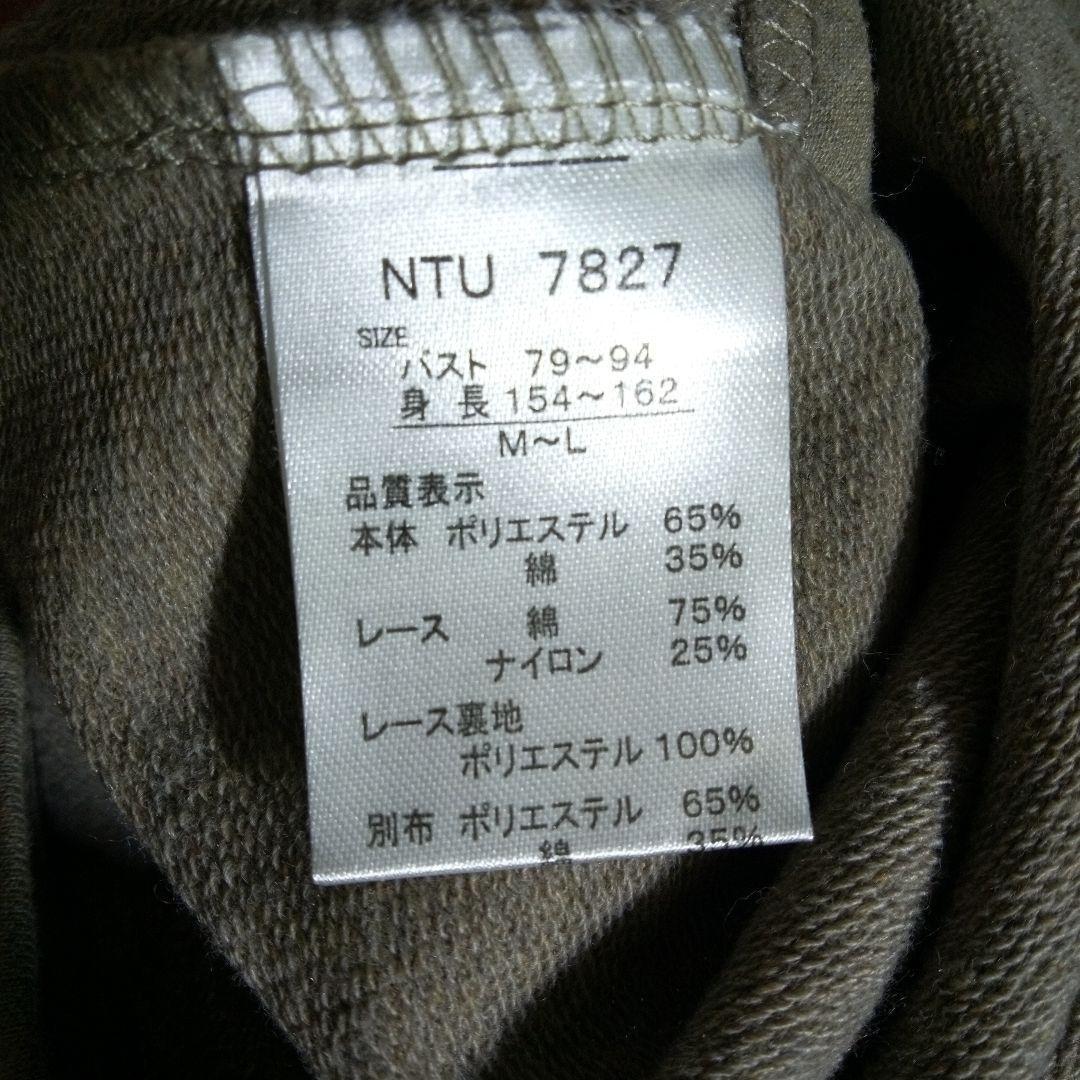 NTU 7827
SIZE
バスト 79〜94
身 長 154〜162
M〜L
品質表示
本体 ポリエステル 65%
綿 35%
レース 綿 75%
ナイロン 25%
レース裏地
ポリエステル 100%
別布 ポリエステル 65%
綿 35%